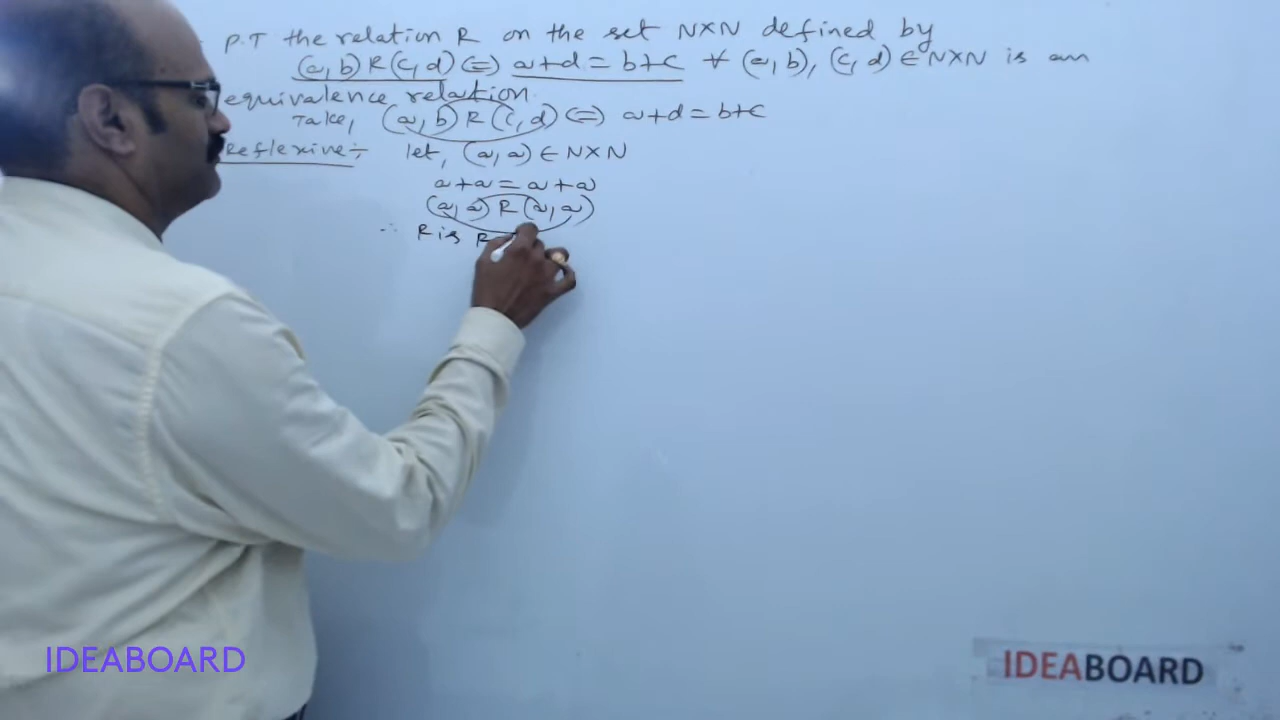 P.T the relation R on the set N×N defined by
(a, b) R (c, d) ⇔ a+d = b+c ∀ (a, b), (c, d) ∈ N×N is an
equivalence relation.
Take, (a, b) R (c, d) ⇔ a+d = b+c
Reflexive :- let, (a, a) ∈ N×N
a+a = a+a
(a, a) R (a, a)
∴ R is R
IDEABOARD
IDEABOARD